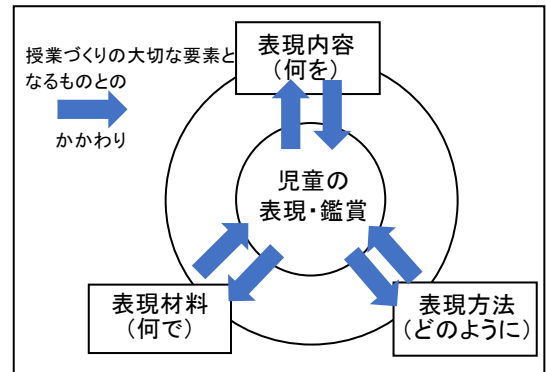 授業づくりの大切な要素と
なるものとの
かかわり
表現内容
(何を)
児童の
表現・鑑賞
表現材料
(何で)
表現方法
(どのように)